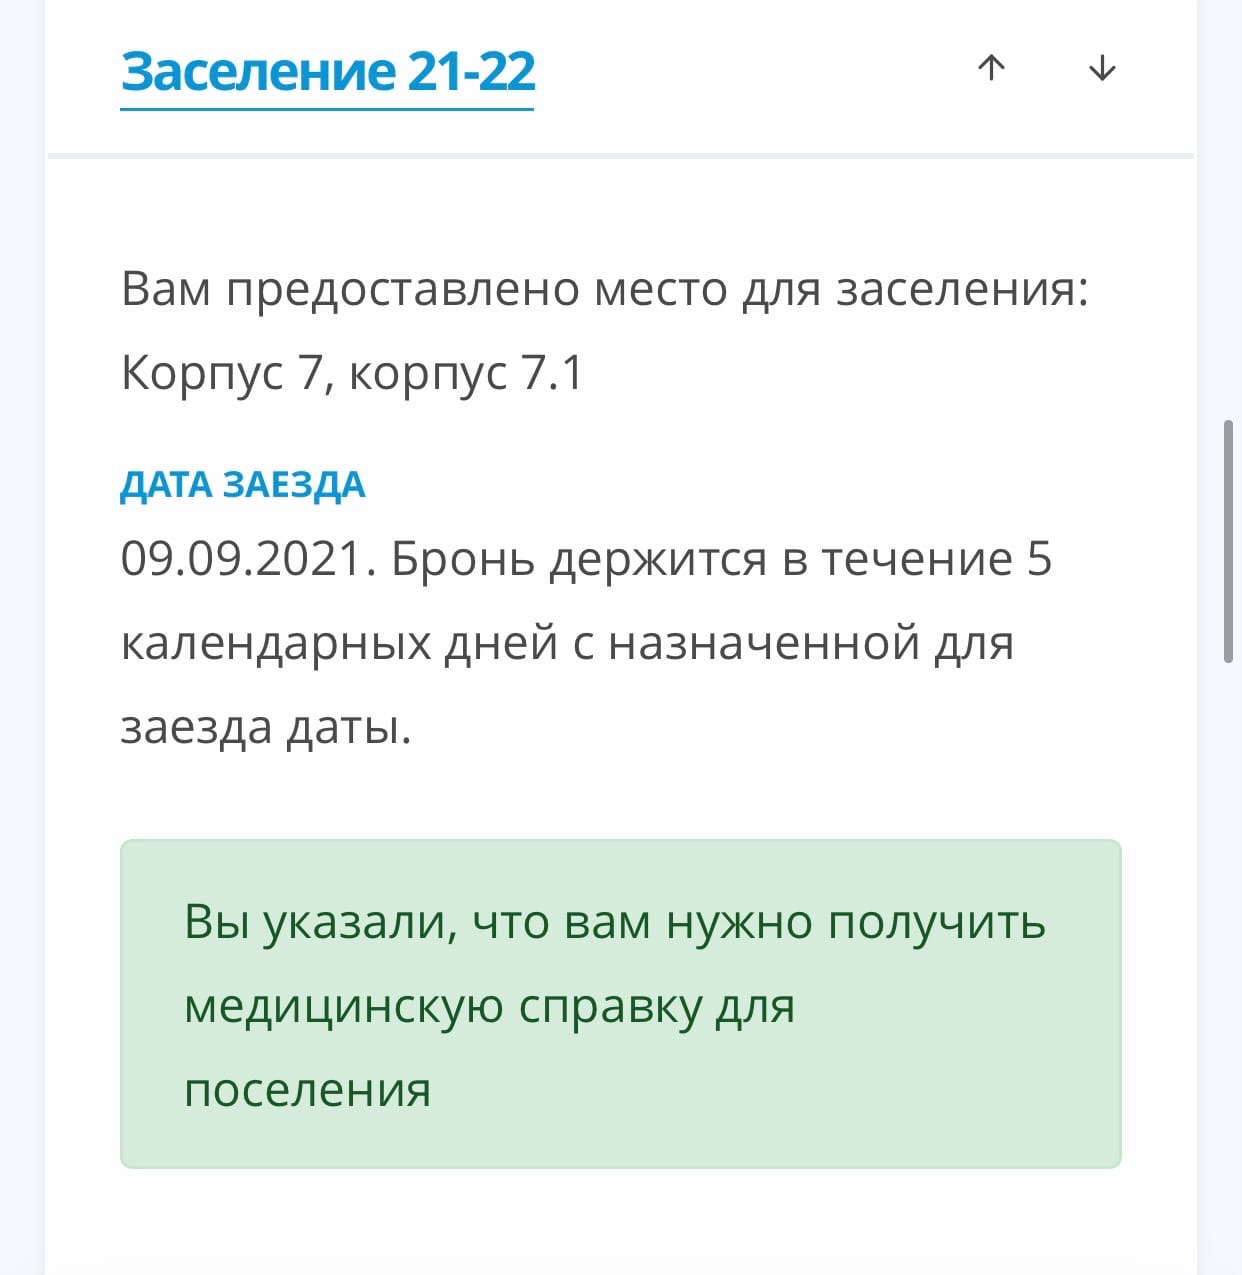 Заселение 21-22
Вам предоставлено место для заселения:
Корпус 7, корпус 7.1
ДАТА ЗАЕЗДА
09.09.2021. Бронь держится в течение 5
календарных дней с назначенной для
заезда даты.
Вы указали, что вам нужно получить
медицинскую справку для
поселения